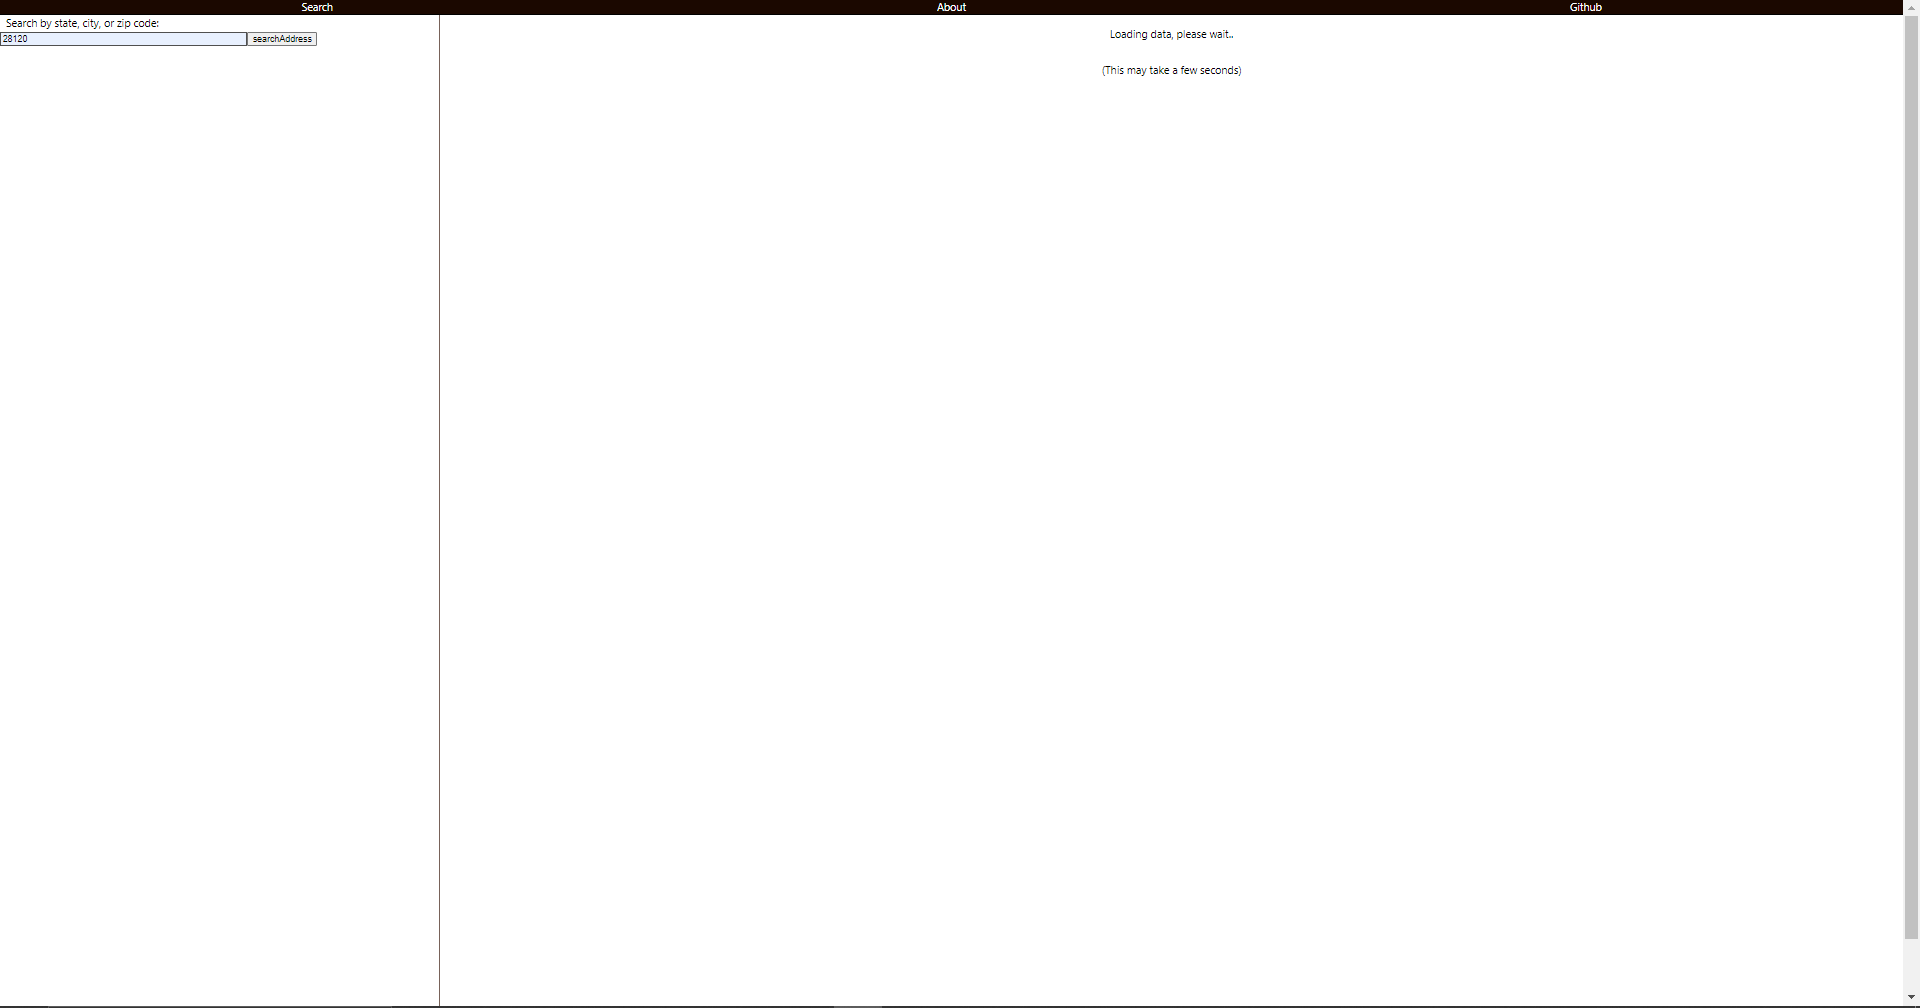 Search About Github
Search by state, city, or zip code:
28120 searchAddress
Loading data, please wait..
(This may take a few seconds)